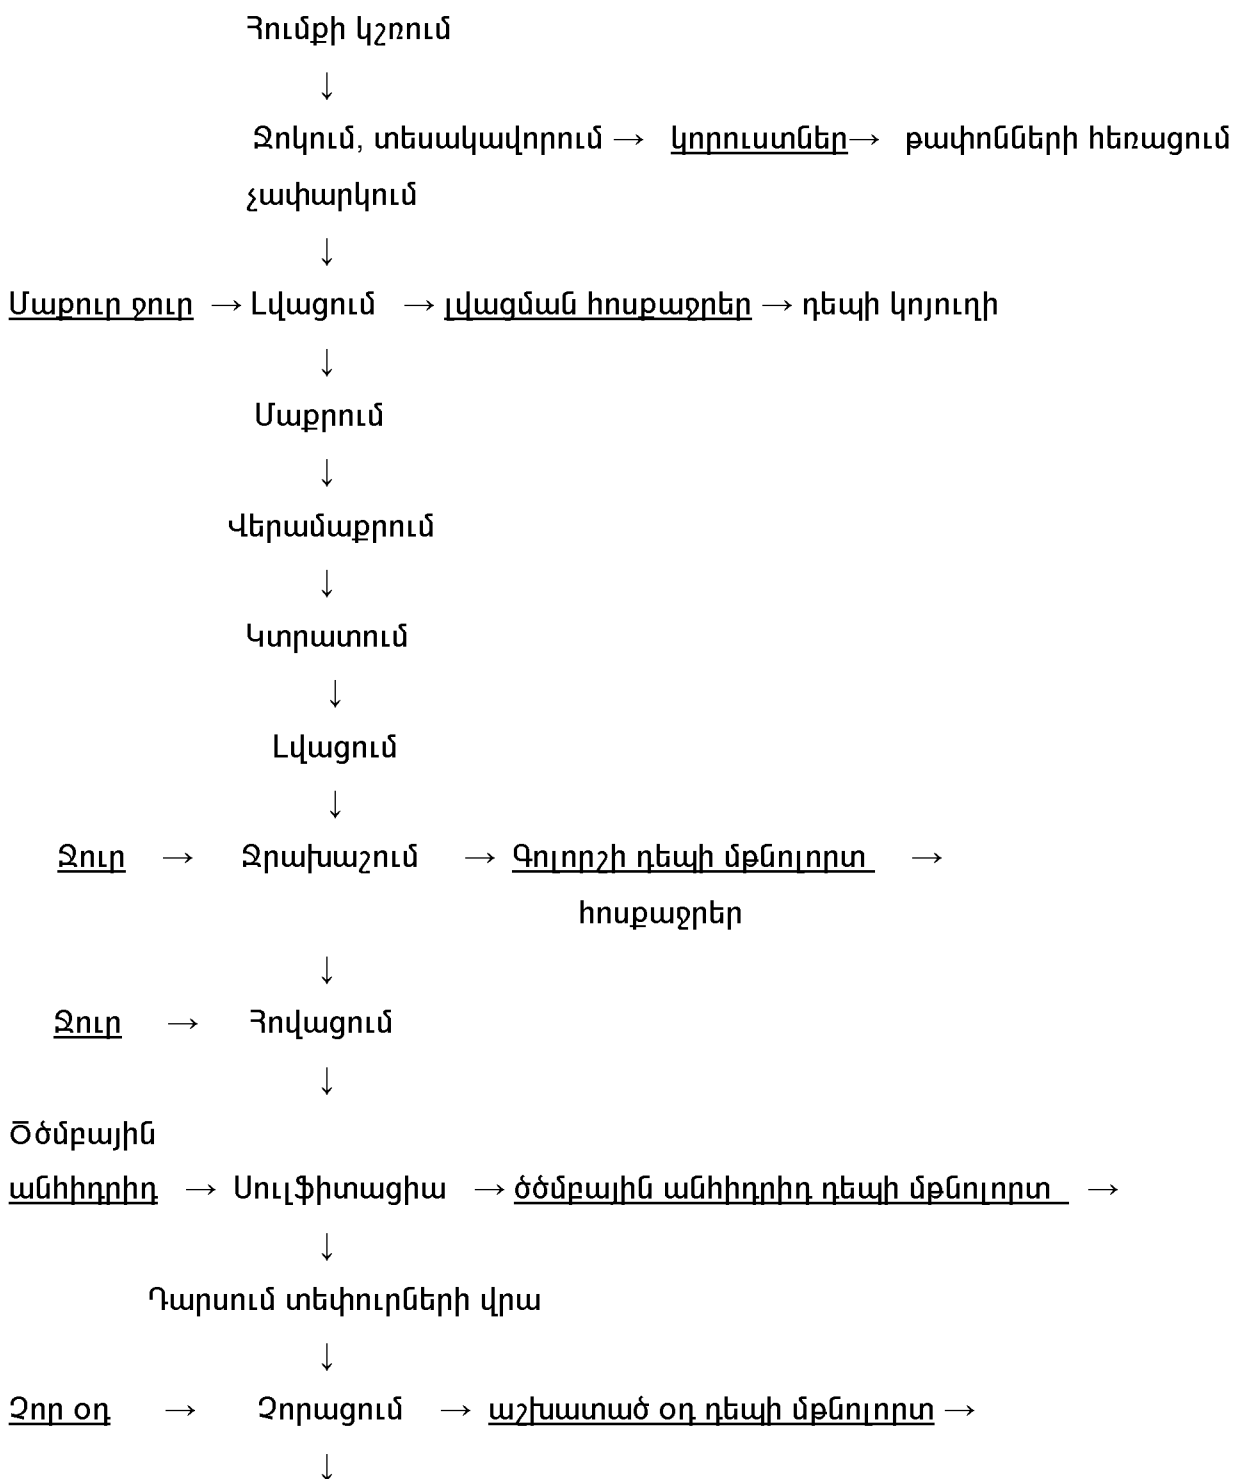 Հումքի կշռում
↓
Ջոկում, տեսակավորում → կորուստներ→ թափոնների հեռացում
չափարկում
↓
Մաքուր ջուր → Լվացում → լվացման հոսքաջրեր → դեպի կոյուղի
↓
Մաքրում
↓
Վերամաքրում
↓
Կտրատում
↓
Լվացում
↓
Ջուր → Ջրախաշում → Գոլորշի դեպի մթնոլորտ →
հոսքաջրեր
↓
Ջուր → Հովացում
↓
Ծծմբային
անհիդրիդ → Սուլֆիտացիա → ծծմբային անհիդրիդ դեպի մթնոլորտ →
↓
Դարսում տեփուրների վրա
↓
Չոր օդ → Չորացում → աշխատած օդ դեպի մթնոլորտ →
↓